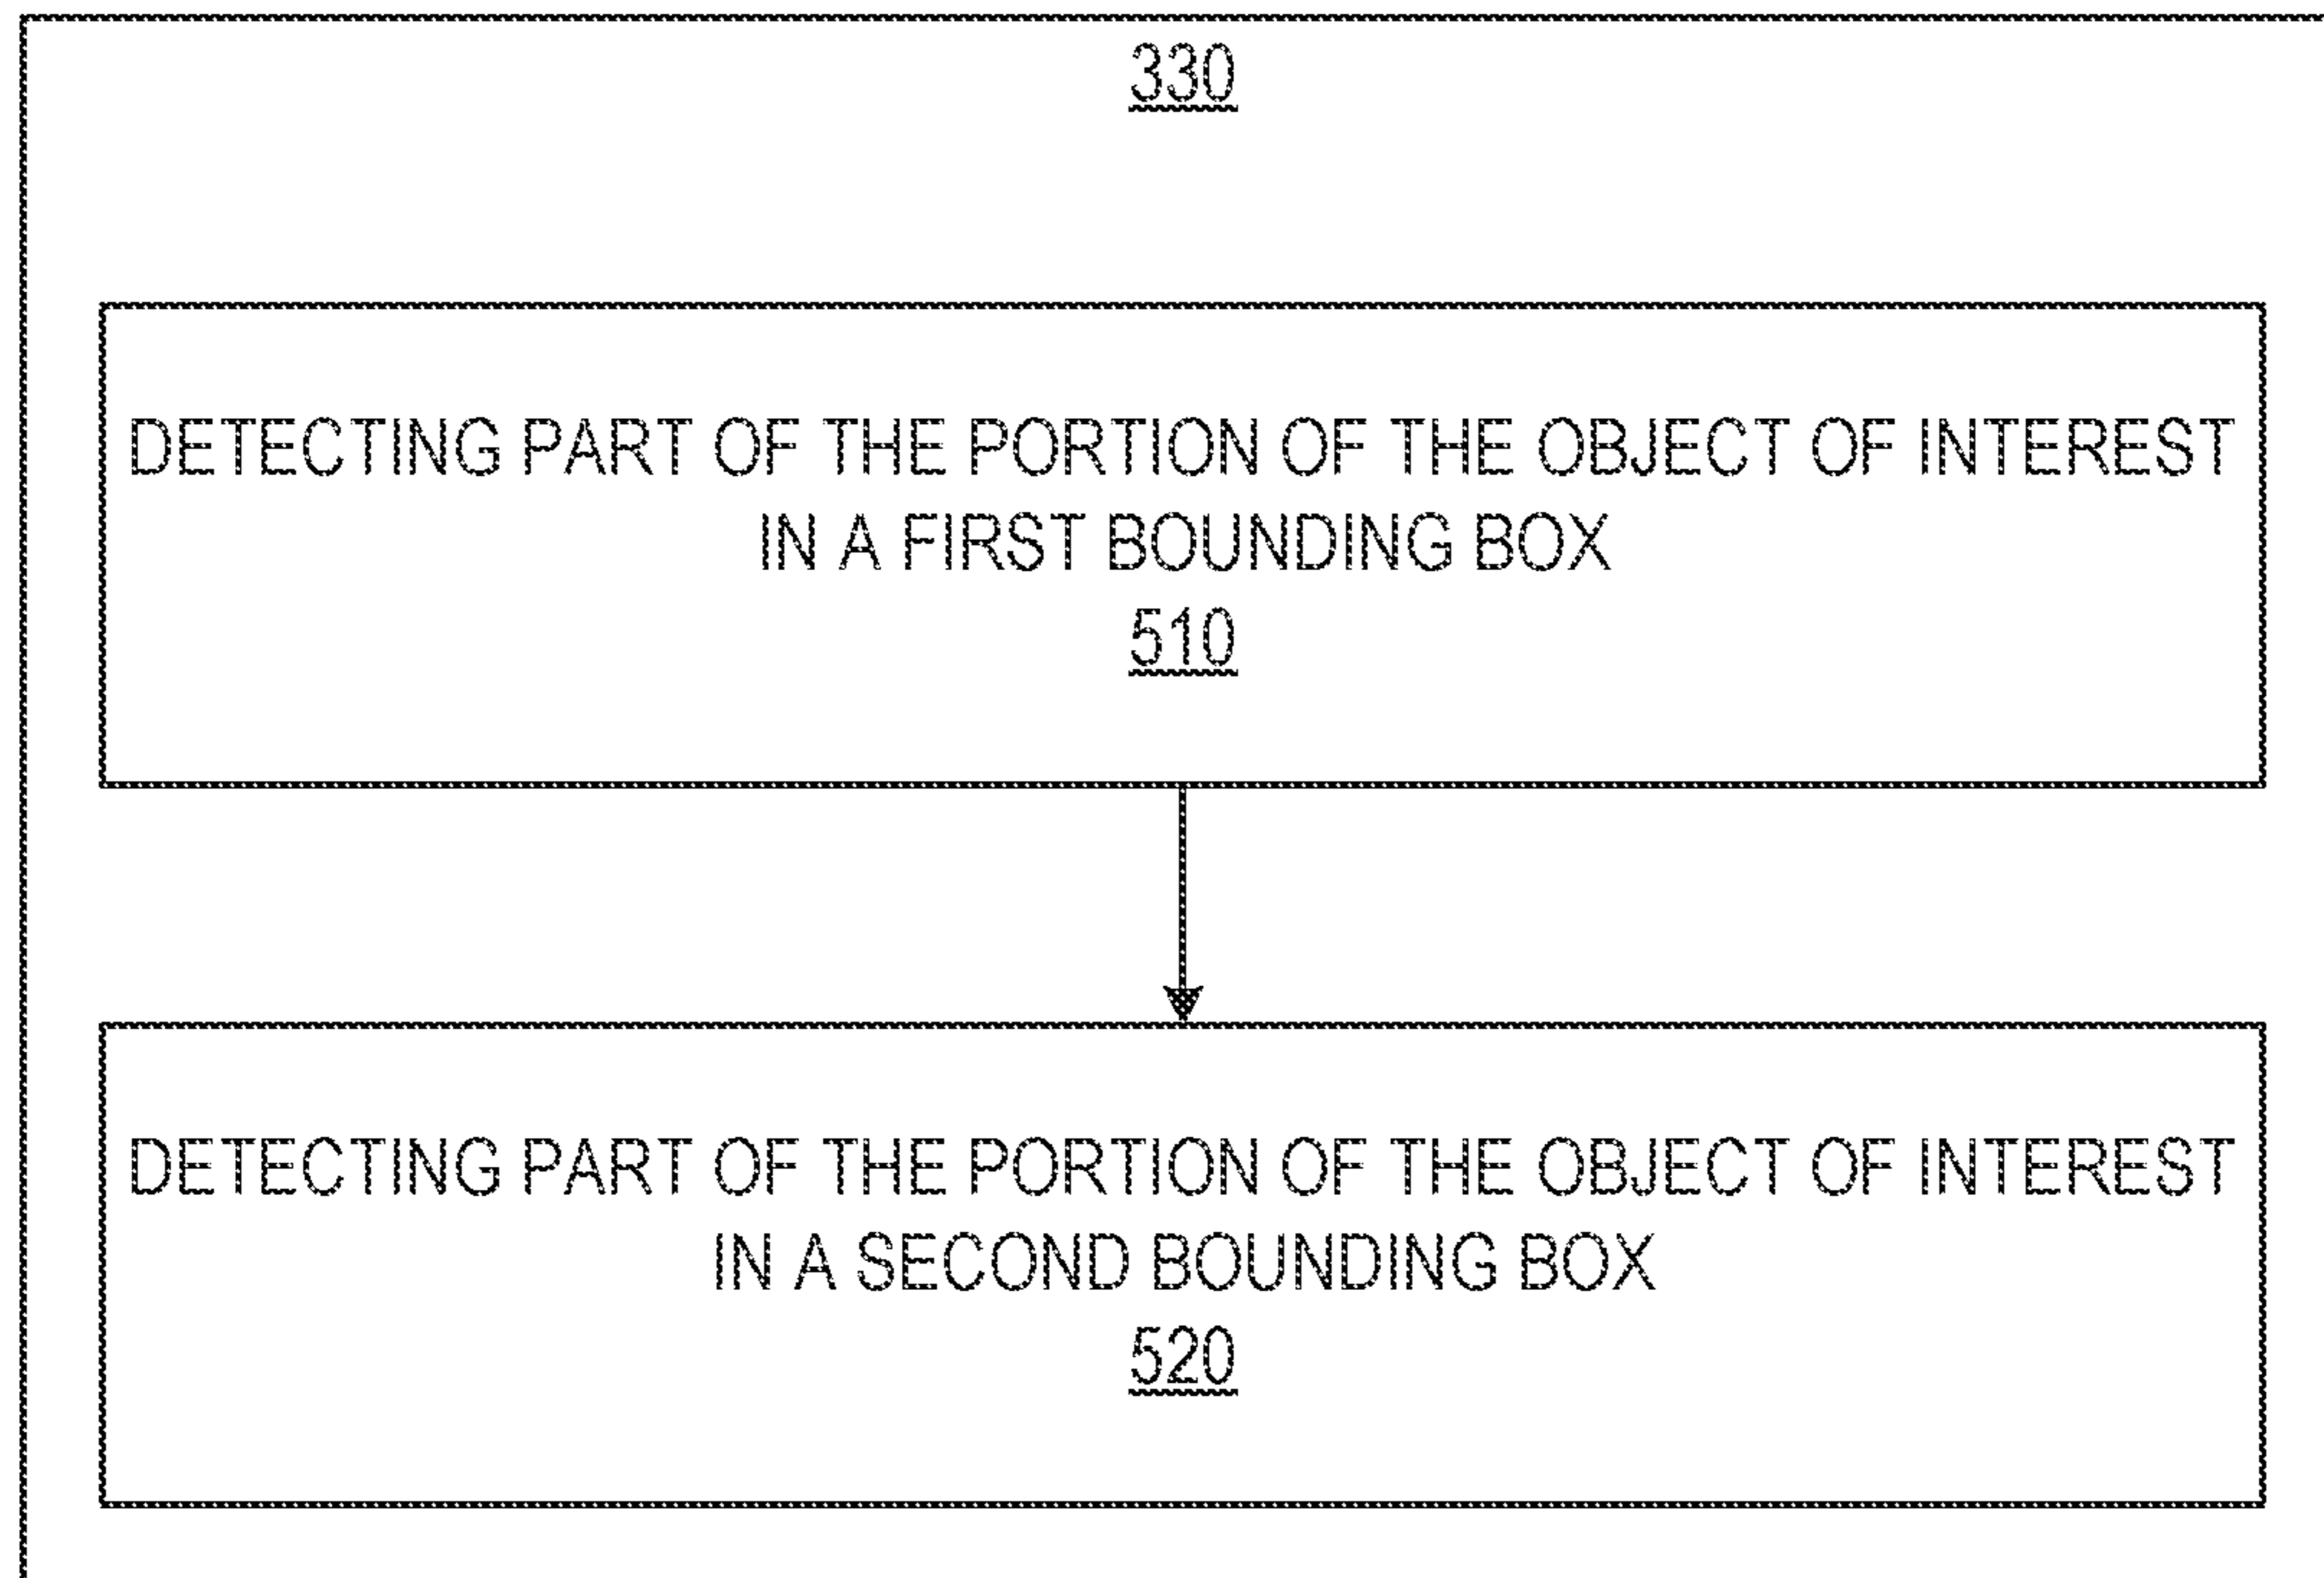 330
DETECTING PART OF THE PORTION OF THE OBJECT OF INTEREST
IN A FIRST BOUNDING BOX
510
DETECTING PART OF THE PORTION OF THE OBJECT OF INTEREST
IN A SECOND BOUNDING BOX
520